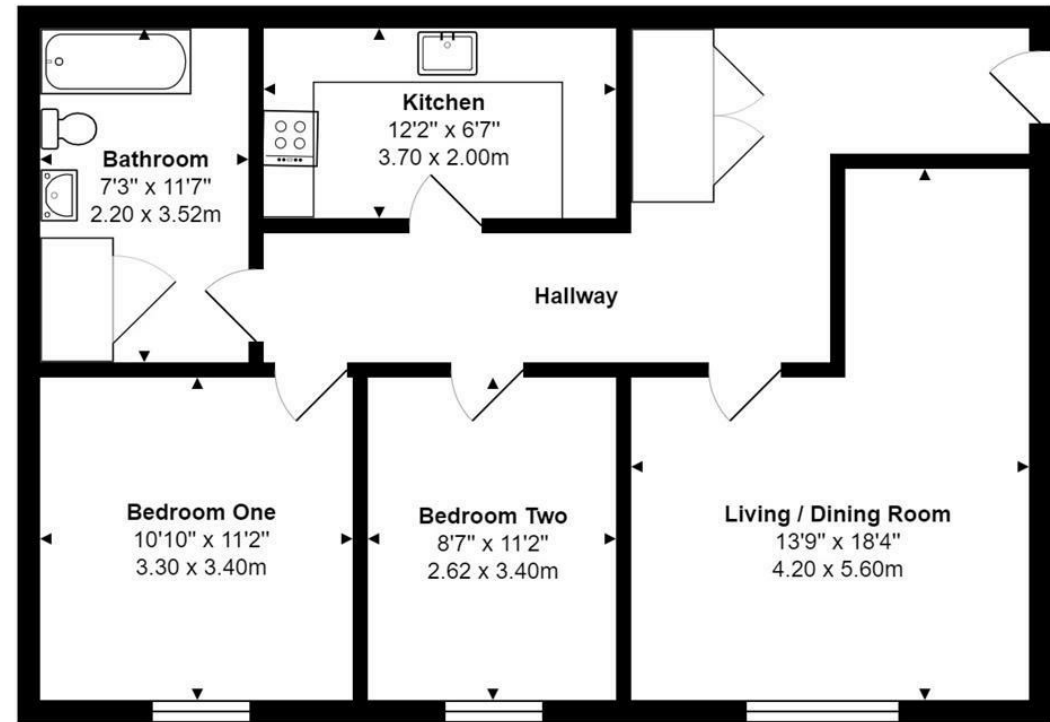 Kitchen
12'2" x 6'7"
3.70 x 2.00m
Bathroom
7'3" x 11'7"
2.20 x 3.52m
Hallway
Bedroom One
10'10" x 11'2"
3.30 x 3.40m
Bedroom Two
8'7" x 11'2"
2.62 x 3.40m
Living / Dining Room
13'9" x 18'4"
4.20 x 5.60m